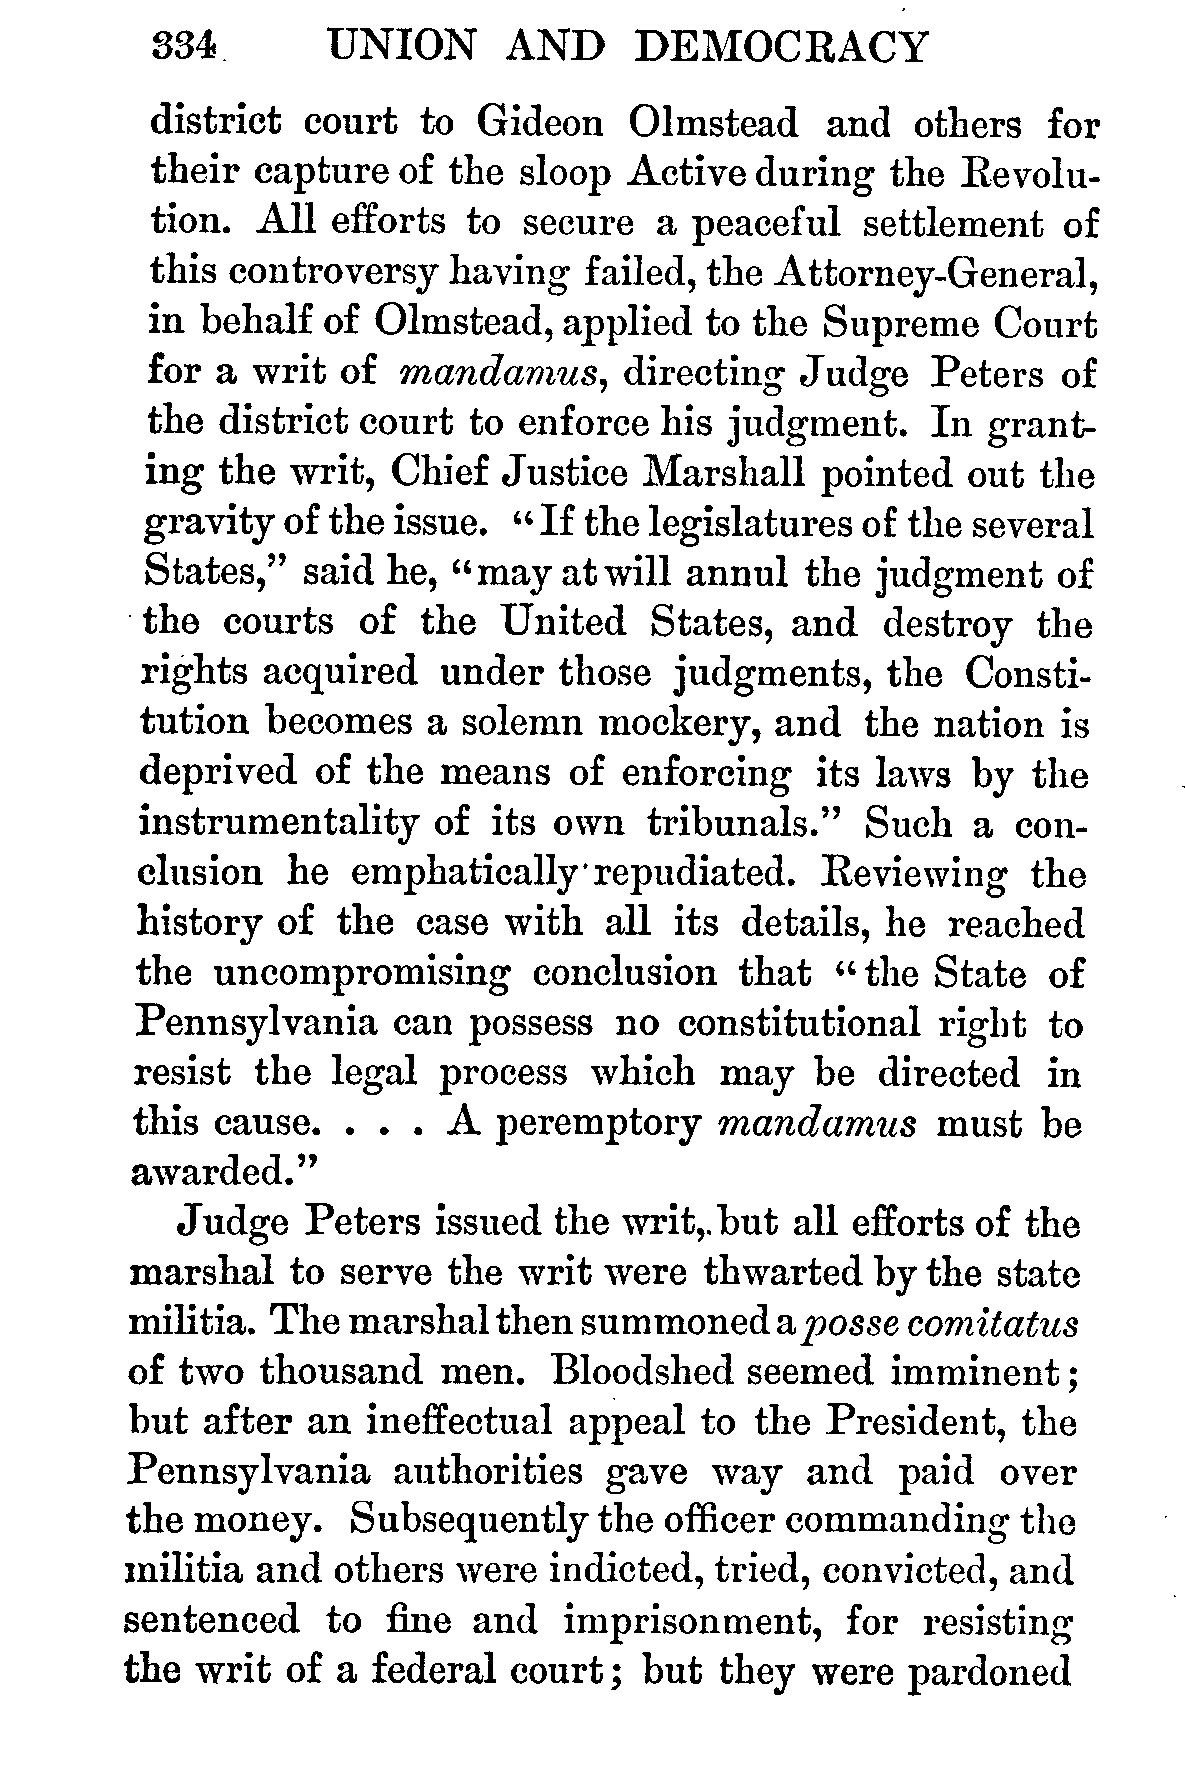 334 UNION AND DEMOCRACY
district court to Gideon Olmstead and others for
their capture of the sloop Active during the Revolu-
tion. All efforts to secure a peaceful settlement of
this controversy having failed, the Attorney-General,
in behalf of Olmstead, applied to the Supreme Court
for a writ of mandamus, directing Judge Peters of
the district court to enforce his judgment. In grant-
ing the writ, Chief Justice Marshall pointed out the
gravity of the issue. "If the legislatures of the several
States," said he, "may at will annul the judgment of
the courts of the United States, and destroy the
rights acquired under those judgments, the Consti-
tution becomes a solemn mockery, and the nation is
deprived of the means of enforcing its laws by the
instrumentality of its own tribunals." Such a con-
clusion he emphatically repudiated. Reviewing the
history of the case with all its details, he reached
the uncompromising conclusion that "the State of
Pennsylvania can possess no constitutional right to
resist the legal process which may be directed in
this cause. . . . A peremptory mandamus must be
awarded."
Judge Peters issued the writ, but all efforts of the
marshal to serve the writ were thwarted by the state
militia. The marshal then summoned a posse comitatus
of two thousand men. Bloodshed seemed imminent;
but after an ineffectual appeal to the President, the
Pennsylvania authorities gave way and paid over
the money. Subsequently the officer commanding the
militia and others were indicted, tried, convicted, and
sentenced to fine and imprisonment, for resisting
the writ of a federal court; but they were pardoned